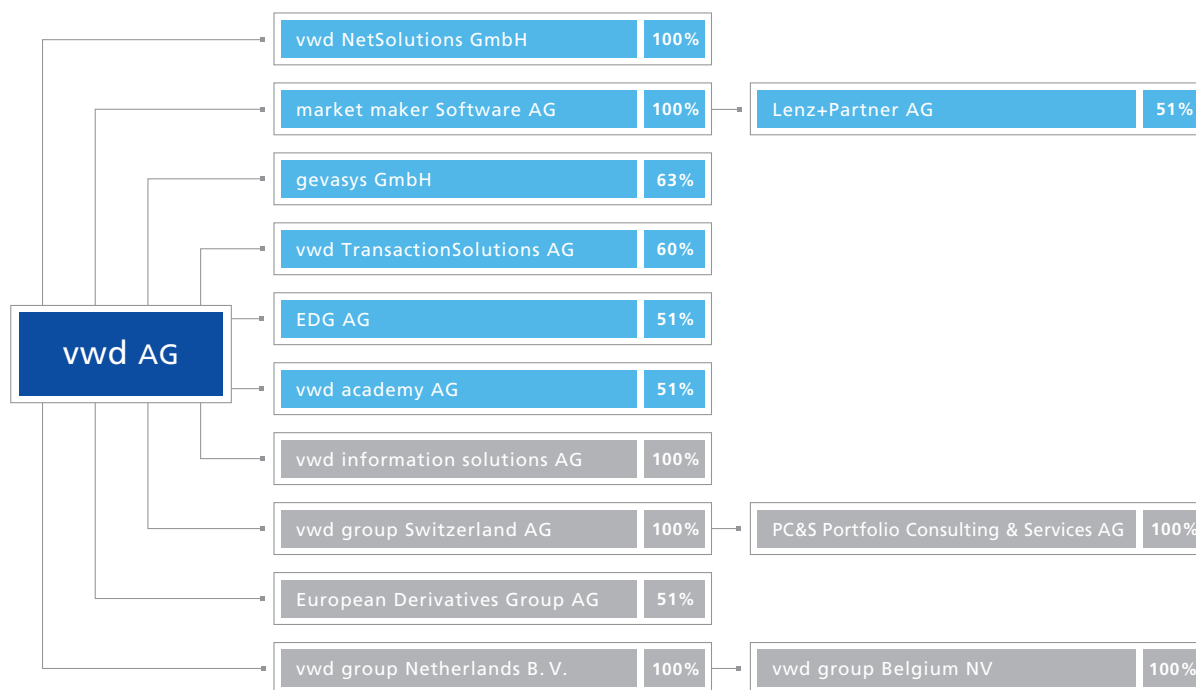 vwd NetSolutions GmbH 100%
market maker Software AG 100% Lenz+Partner AG 51%
gevasys GmbH 63%
vwd TransactionSolutions AG 60%
EDG AG 51%
vwd AG
vwd academy AG 51%
vwd information solutions AG 100%
vwd group Switzerland AG 100% PC&S Portfolio Consulting & Services AG 100%
European Derivatives Group AG 51%
vwd group Netherlands B. V. 100% vwd group Belgium NV 100%